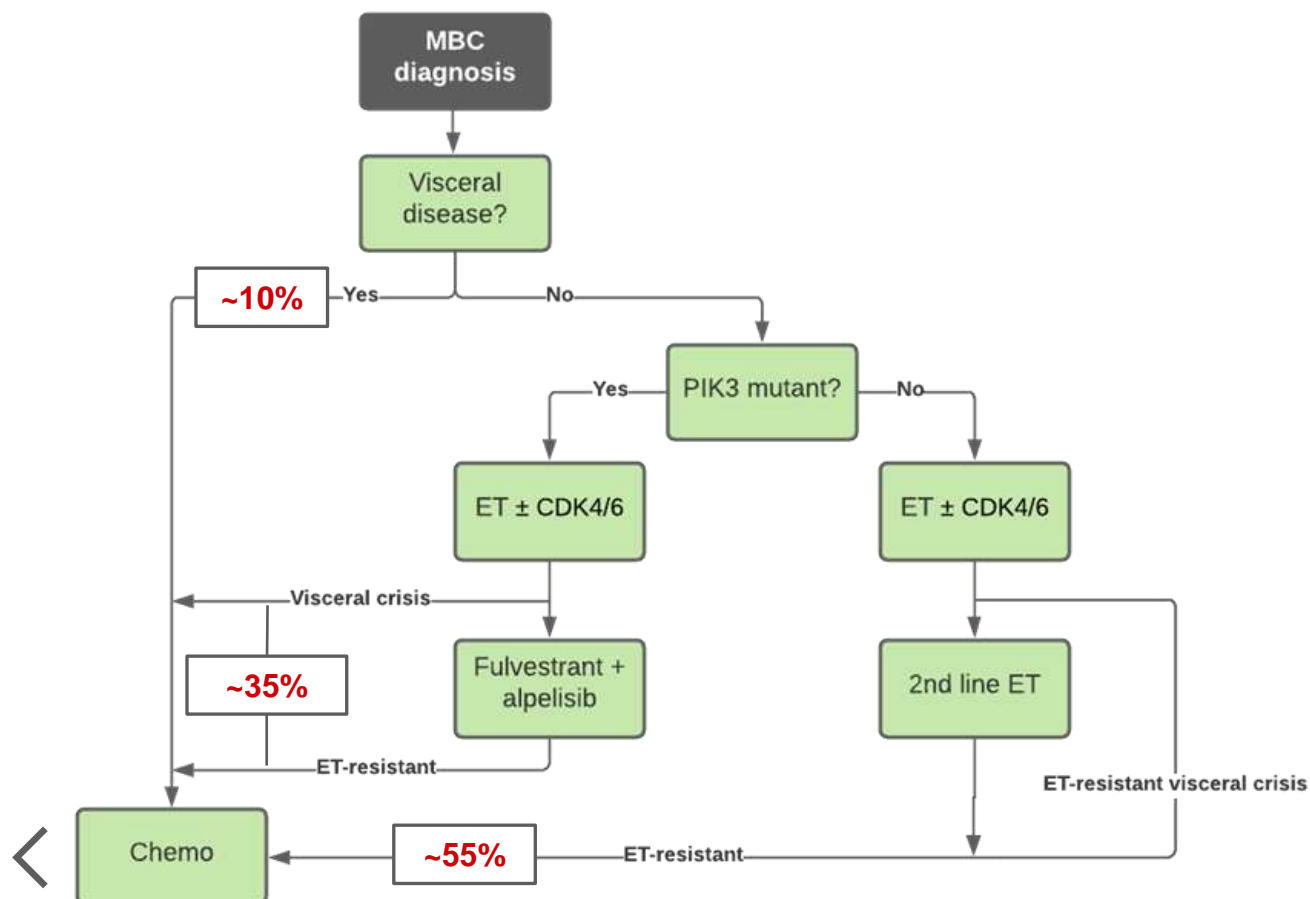 MBC
diagnosis
Visceral
disease?
~10%
Yes
No
PIK3 mutant?
Yes
No
ET ± CDK4/6
ET ± CDK4/6
Visceral crisis
~35%
Fulvestrant +
alpelisib
2nd line ET
ET-resistant
ET-resistant visceral crisis
Chemo
~55%
ET-resistant